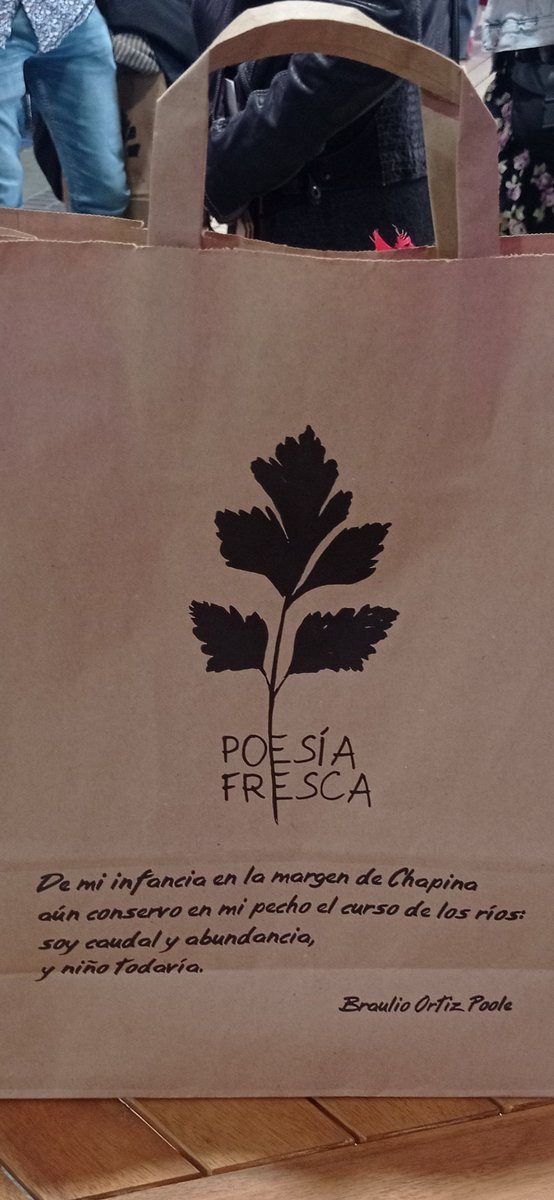 POESÍA
FRESCA
De mi infancia en la margen de Chapina
aún conservo en mi pecho el curso de los ríos:
soy caudal y abundancia,
y niño todavía.
Braulio Ortiz Poole